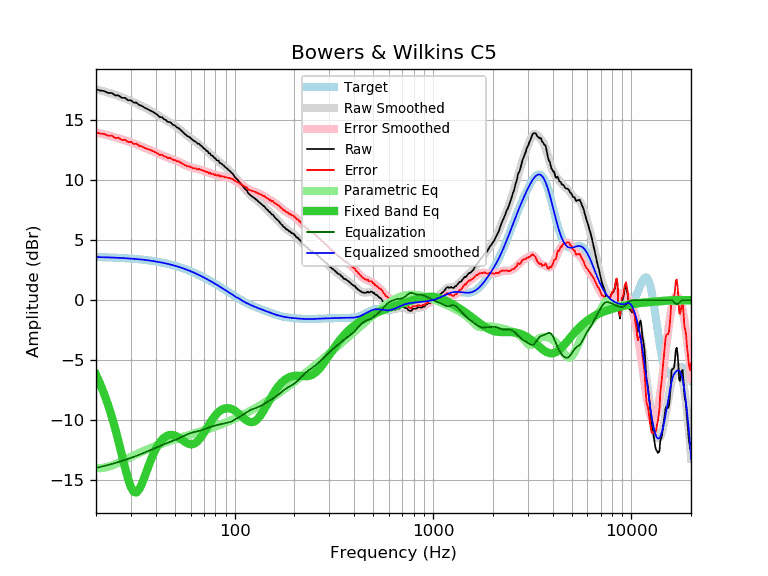 Bowers & Wilkins C5
Target
Raw Smoothed
Error Smoothed
Raw
Error
Parametric Eq
Fixed Band Eq
Equalization
Equalized smoothed
Amplitude (dBr)
15
10
5
0
−5
−10
−15
100
1000
10000
Frequency (Hz)